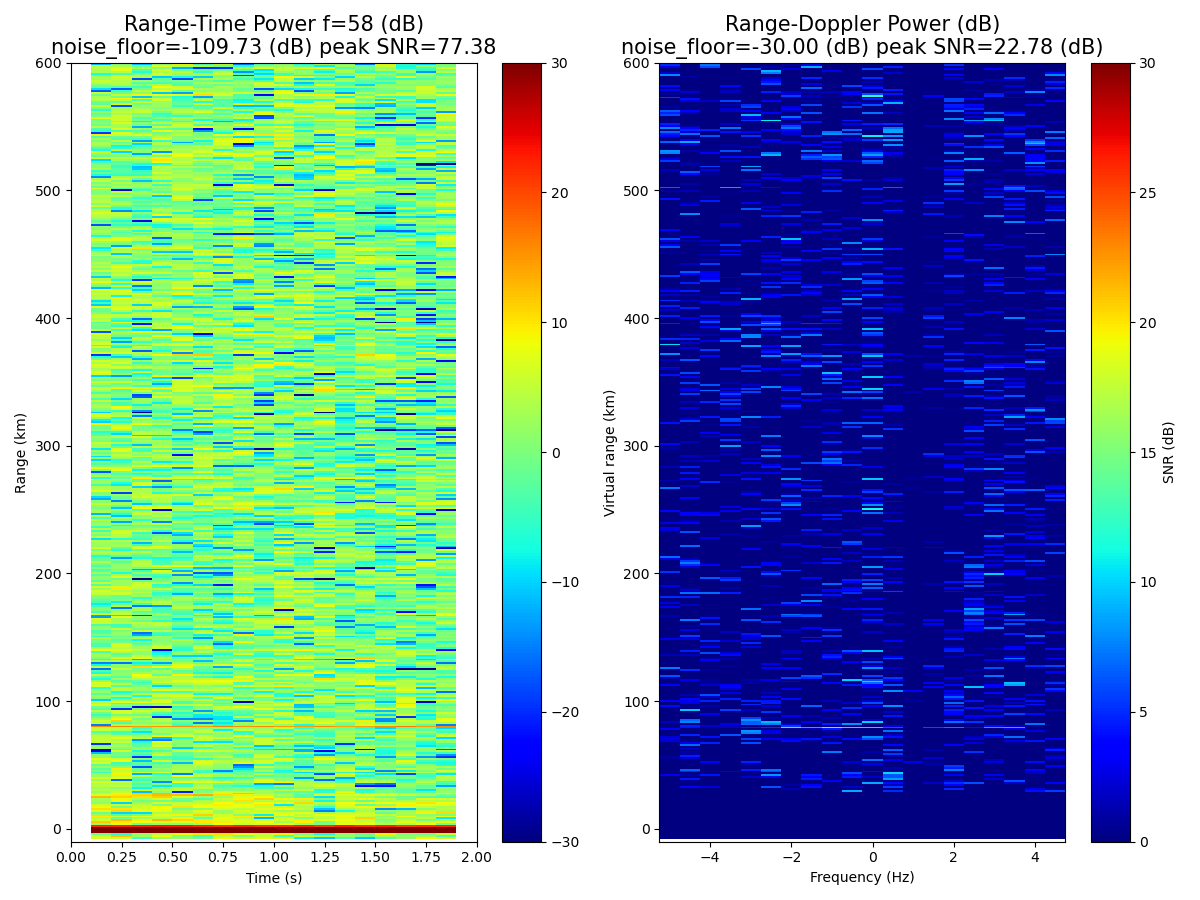 Range-Time Power f=58 (dB)
noise_floor=-109.73 (dB) peak SNR=77.38
600
500
400
300
200
100
0
Range (km)
0.00 0.25 0.50 0.75 1.00 1.25 1.50 1.75 2.00
Time (s)
30
20
10
0
−10
−20
−30
Range-Doppler Power (dB)
noise_floor=-30.00 (dB) peak SNR=22.78 (dB)
600
500
400
300
200
100
0
Virtual range (km)
−4 −2 0 2 4
Frequency (Hz)
30
25
20
15
10
5
0
SNR (dB)